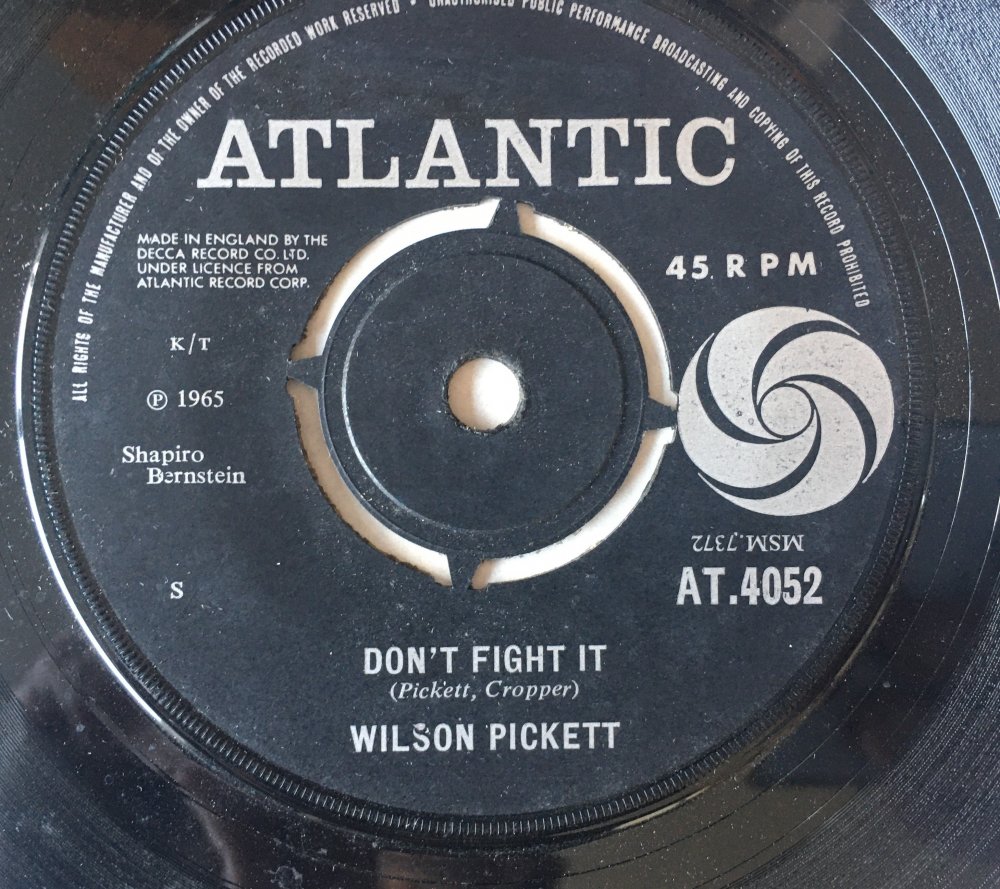 ALL RIGHTS OF THE MANUFACTURER AND OF THE OWNER OF THE RECORDED WORK RESERVED • UNAUTHORISED PUBLIC PERFORMANCE BROADCASTING AND COPYING OF THIS RECORD PROHIBITED
ATLANTIC
MADE IN ENGLAND BY THE
DECCA RECORD CO. LTD.
UNDER LICENCE FROM
ATLANTIC RECORD CORP.
45 RPM
K/T
℗ 1965
Shapiro
Bernstein
MSM.7372
S
AT.4052
DON'T FIGHT IT
(Pickett, Cropper)
WILSON PICKETT